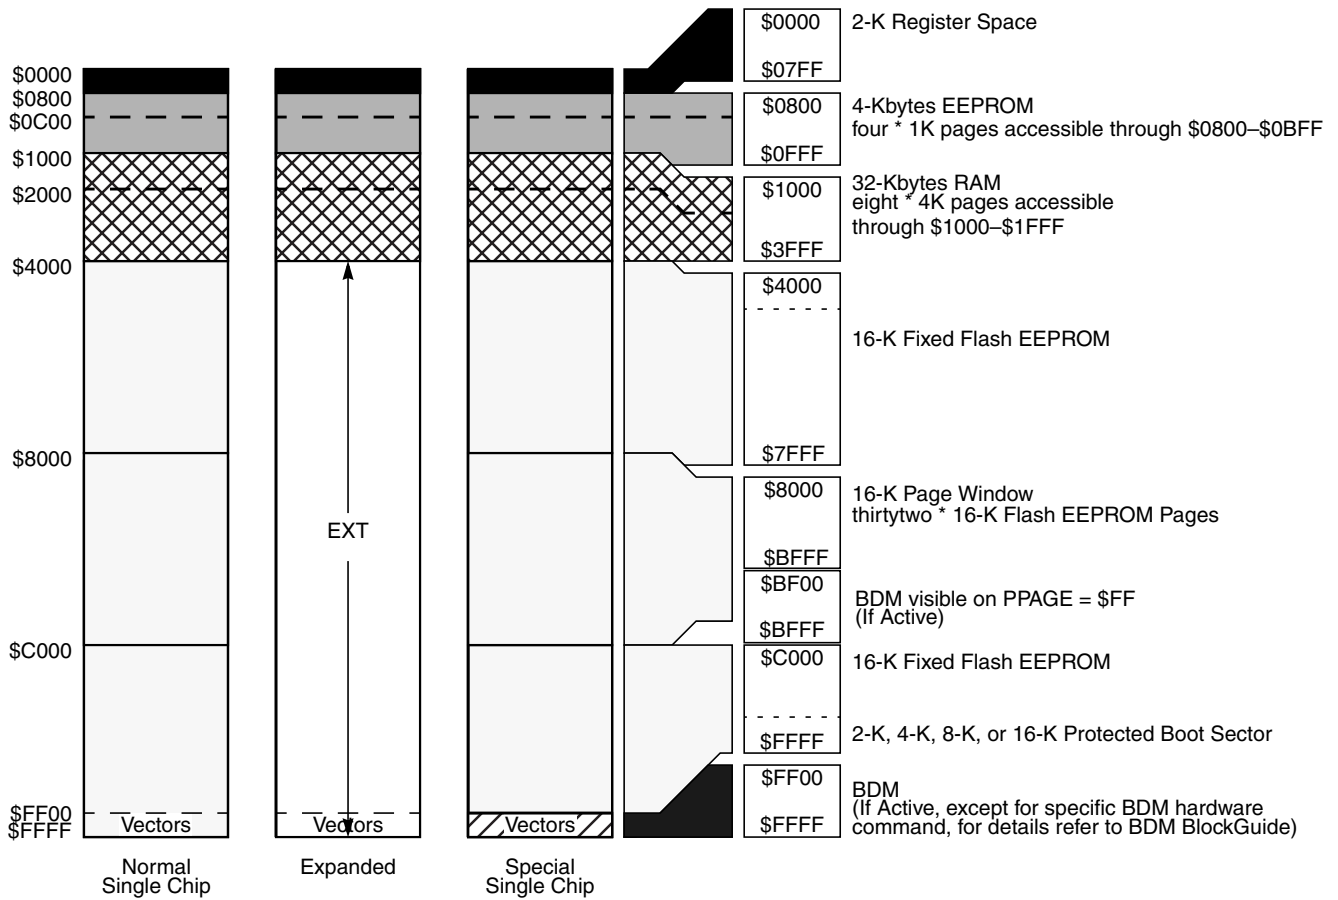 $0000
$0800
$0C00
$1000
$2000
$4000
$8000
$C000
$FF00
$FFFF
EXT
Vectors
Vectors
Vectors
Normal
Single Chip
Expanded
Special
Single Chip
$0000
$07FF
2-K Register Space
$0800
$0FFF
4-Kbytes EEPROM
four * 1K pages accessible through $0800–$0BFF
$1000
$3FFF
32-Kbytes RAM
eight * 4K pages accessible
through $1000–$1FFF
$4000
$7FFF
16-K Fixed Flash EEPROM
$8000
$BFFF
16-K Page Window
thirtytwo * 16-K Flash EEPROM Pages
$BF00
$BFFF
BDM visible on PPAGE = $FF
(If Active)
$C000
$FFFF
16-K Fixed Flash EEPROM
2-K, 4-K, 8-K, or 16-K Protected Boot Sector
$FF00
$FFFF
BDM
(If Active, except for specific BDM hardware
command, for details refer to BDM BlockGuide)